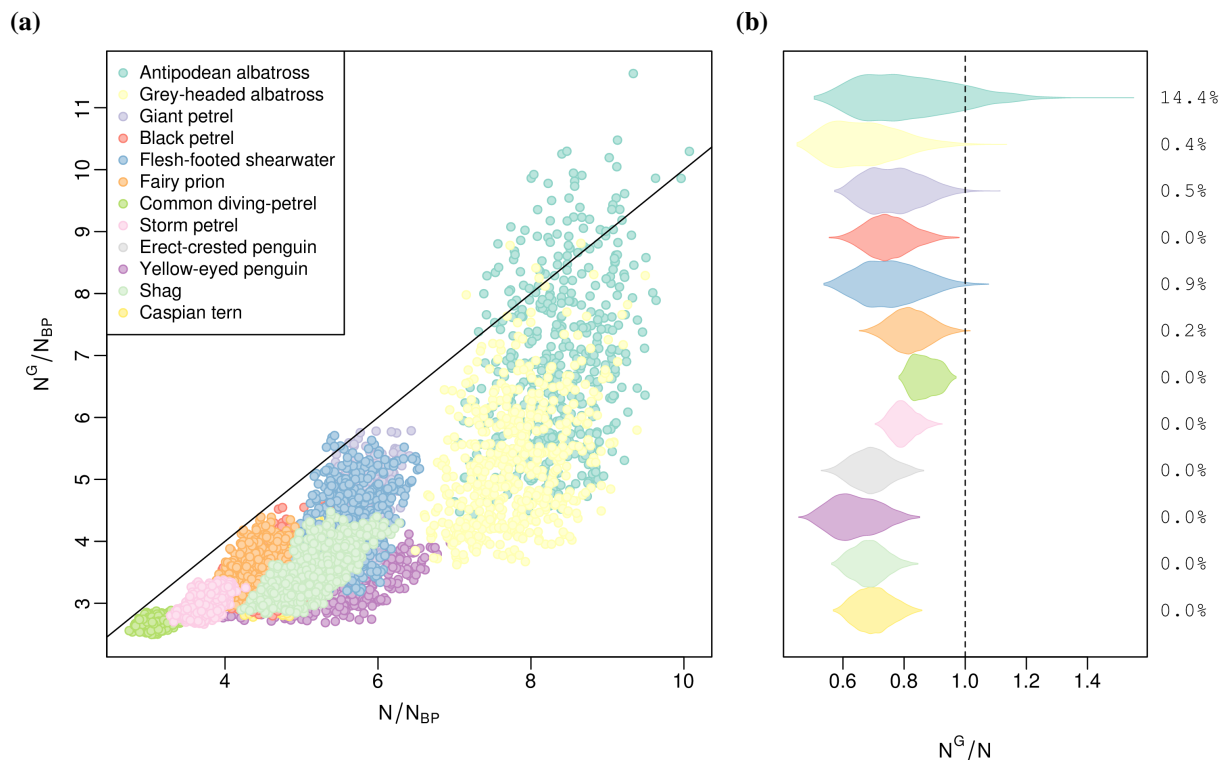 (a)
Antipodean albatross
Grey-headed albatross
Giant petrel
Black petrel
Flesh-footed shearwater
Fairy prion
Common diving-petrel
Storm petrel
Erect-crested penguin
Yellow-eyed penguin
Shag
Caspian tern
11
10
9
8
7
6
5
4
3
N^G/N_BP
4 6 8 10
N/N_BP
(b)
14.4%
0.4%
0.5%
0.0%
0.9%
0.2%
0.0%
0.0%
0.0%
0.0%
0.0%
0.0%
0.6 0.8 1.0 1.2 1.4
N^G/N